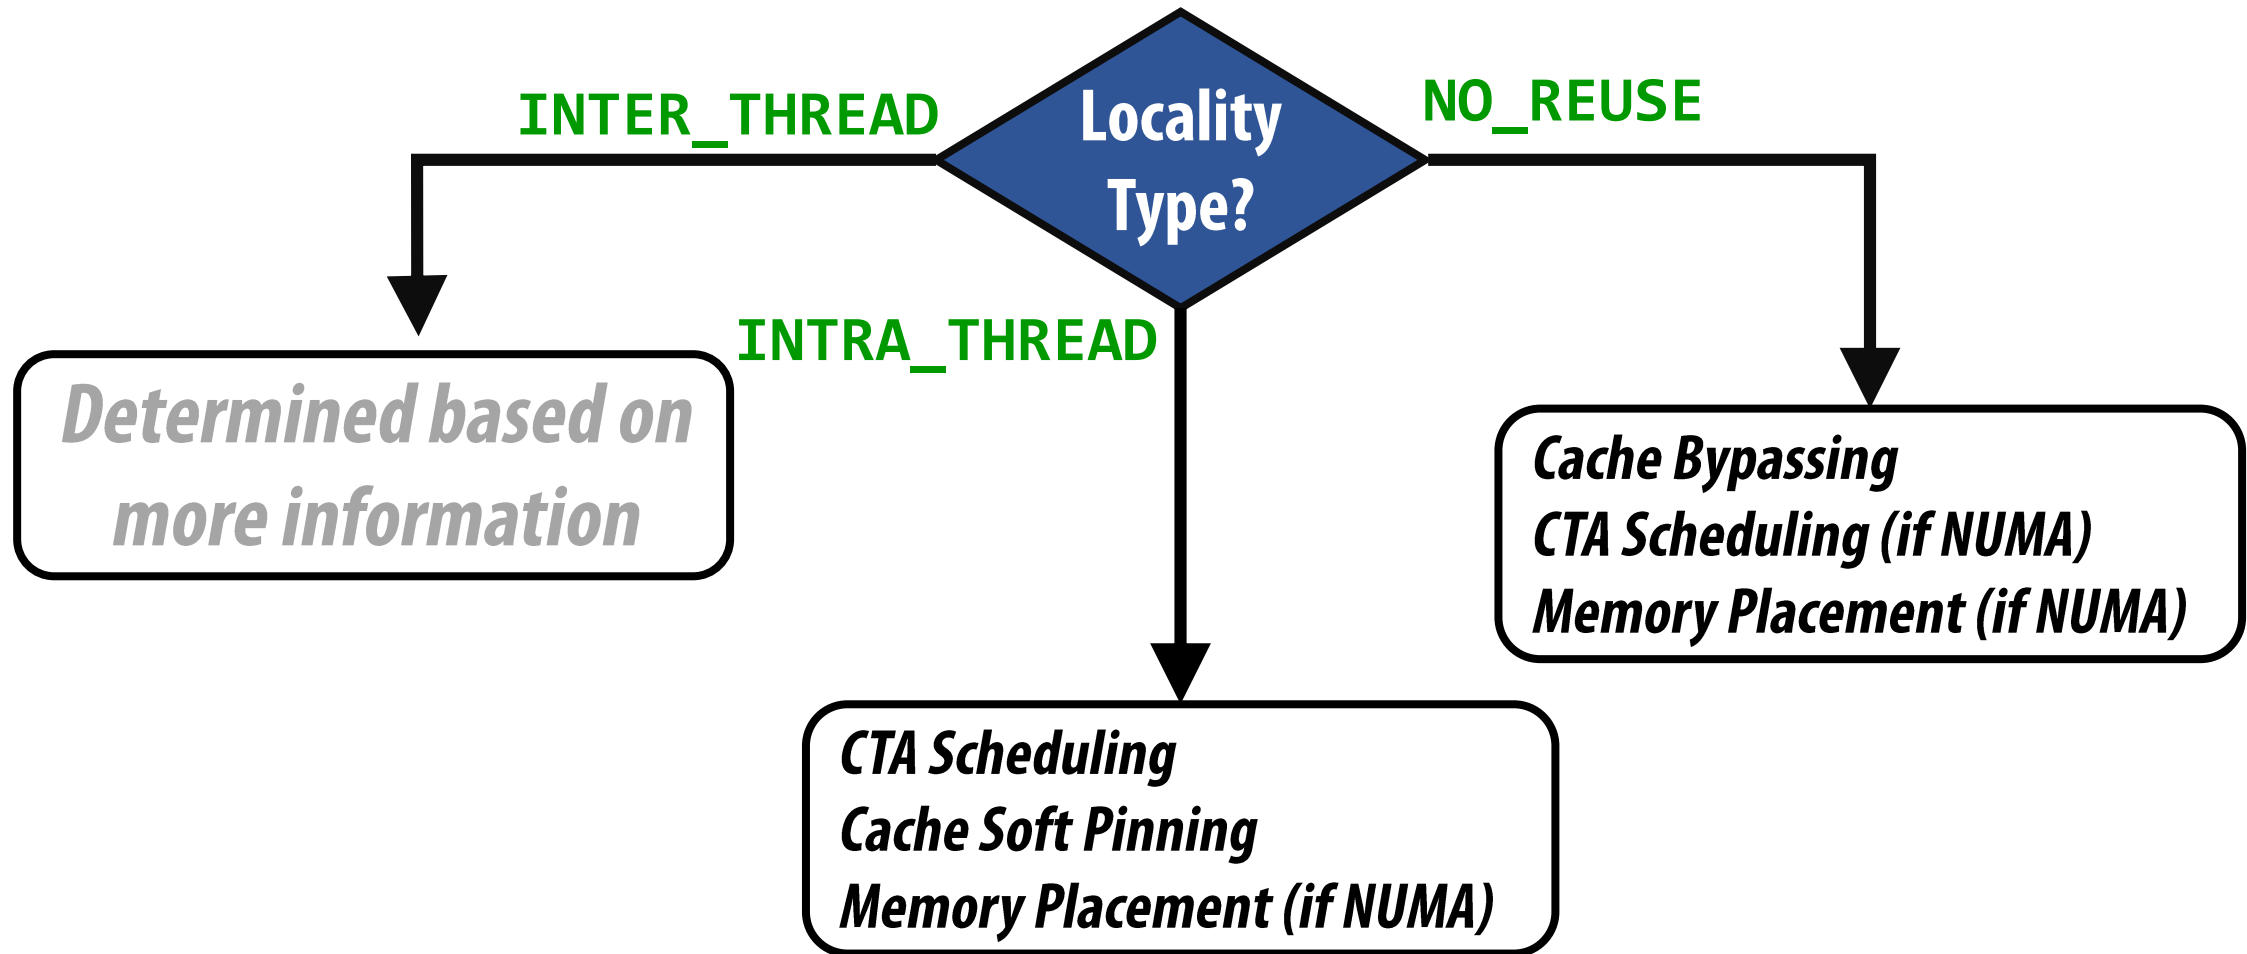 Locality
Type?
INTER_THREAD
NO_REUSE
INTRA_THREAD
Determined based on
more information
Cache Bypassing
CTA Scheduling (if NUMA)
Memory Placement (if NUMA)
CTA Scheduling
Cache Soft Pinning
Memory Placement (if NUMA)